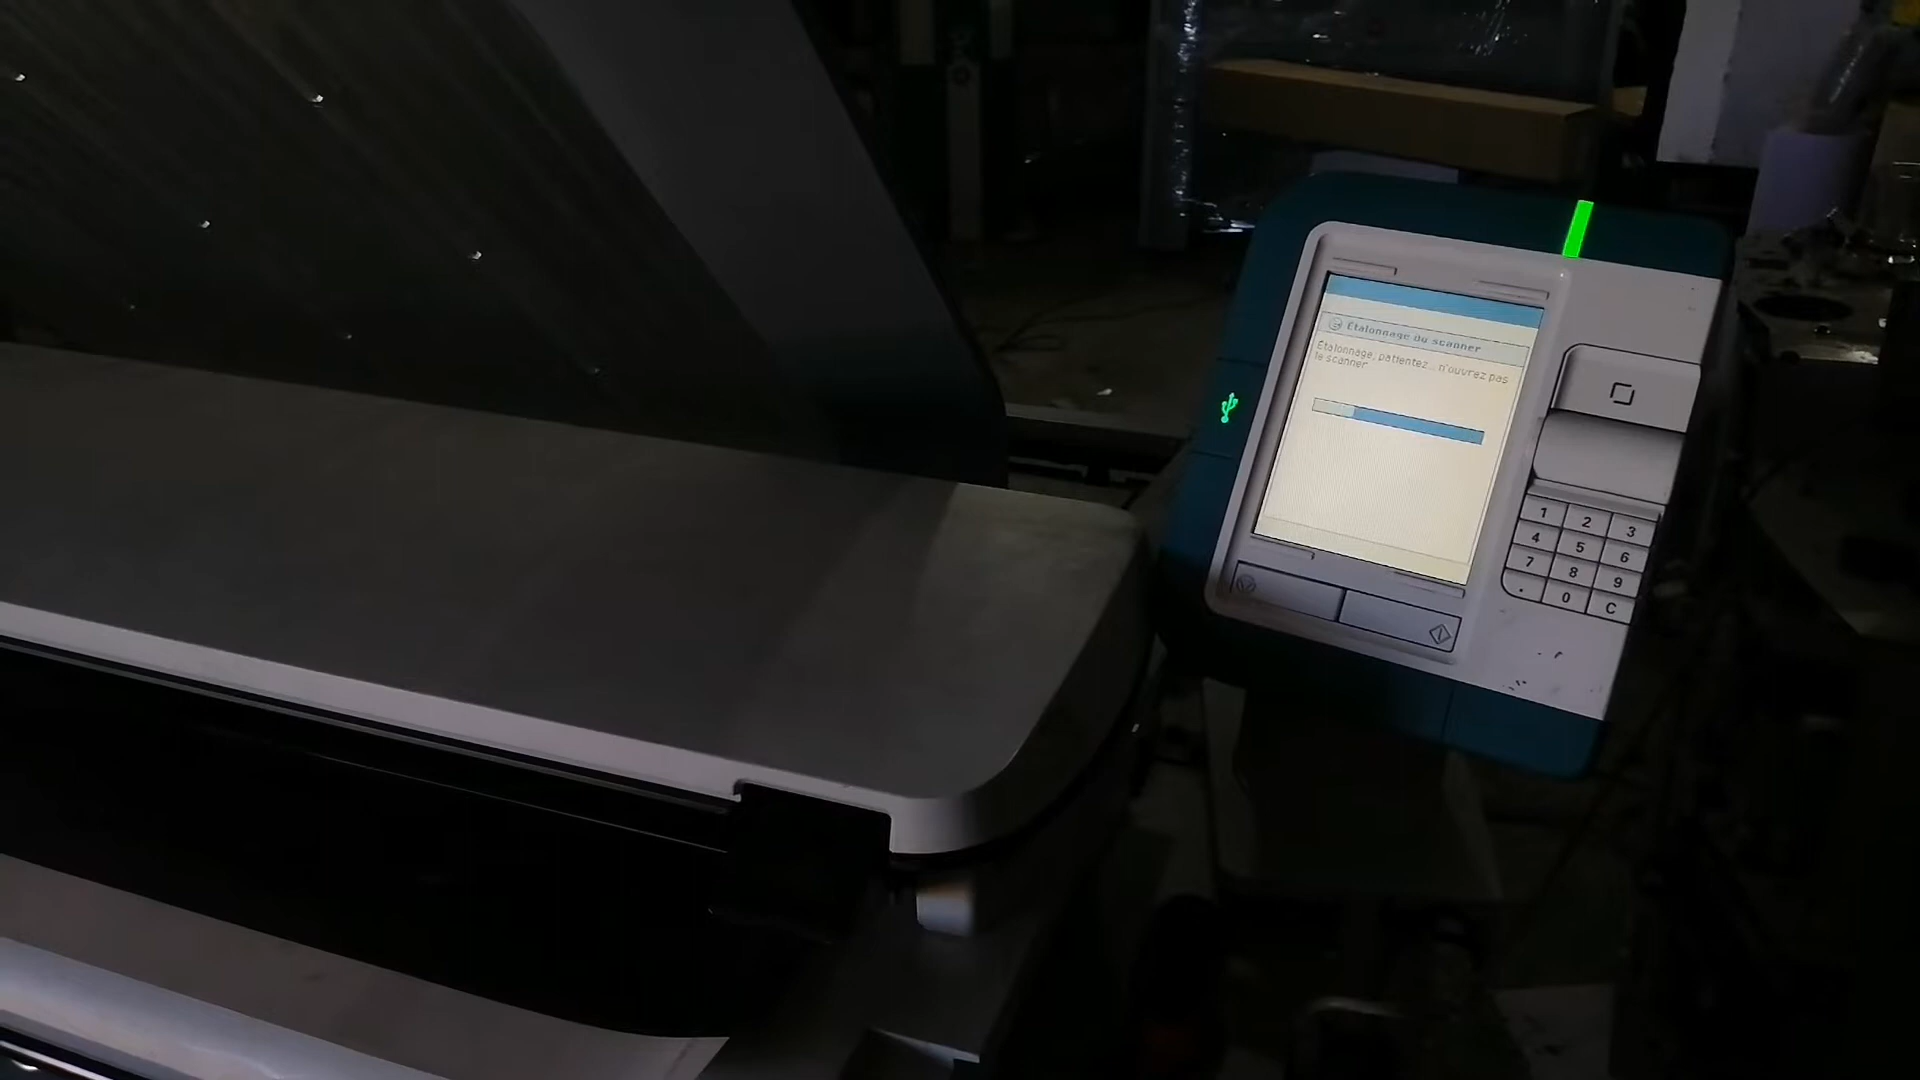 Étalonnage du scanner
Étalonnage, patientez... n'ouvrez pas
le scanner
1 2 3
4 5 6
7 8 9
. 0 C